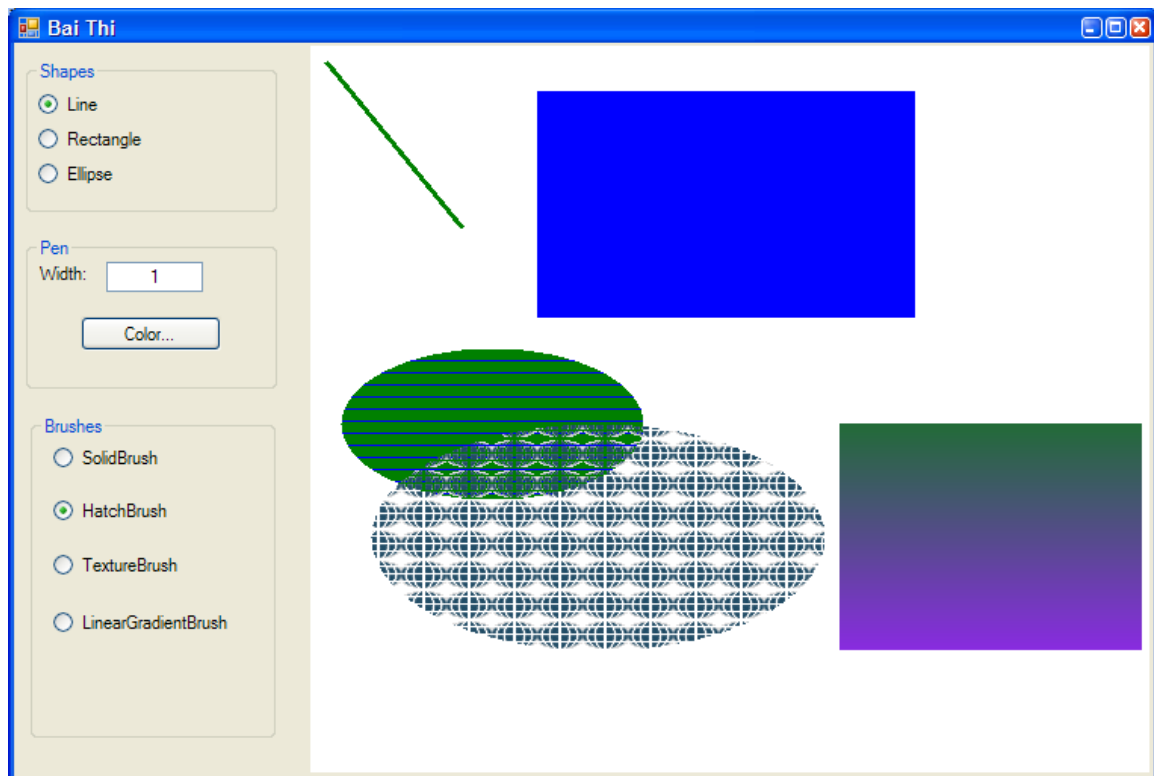 Bai Thi
Shapes
Line
Rectangle
Ellipse
Pen
Width: 1
Color...
Brushes
SolidBrush
HatchBrush
TextureBrush
LinearGradientBrush